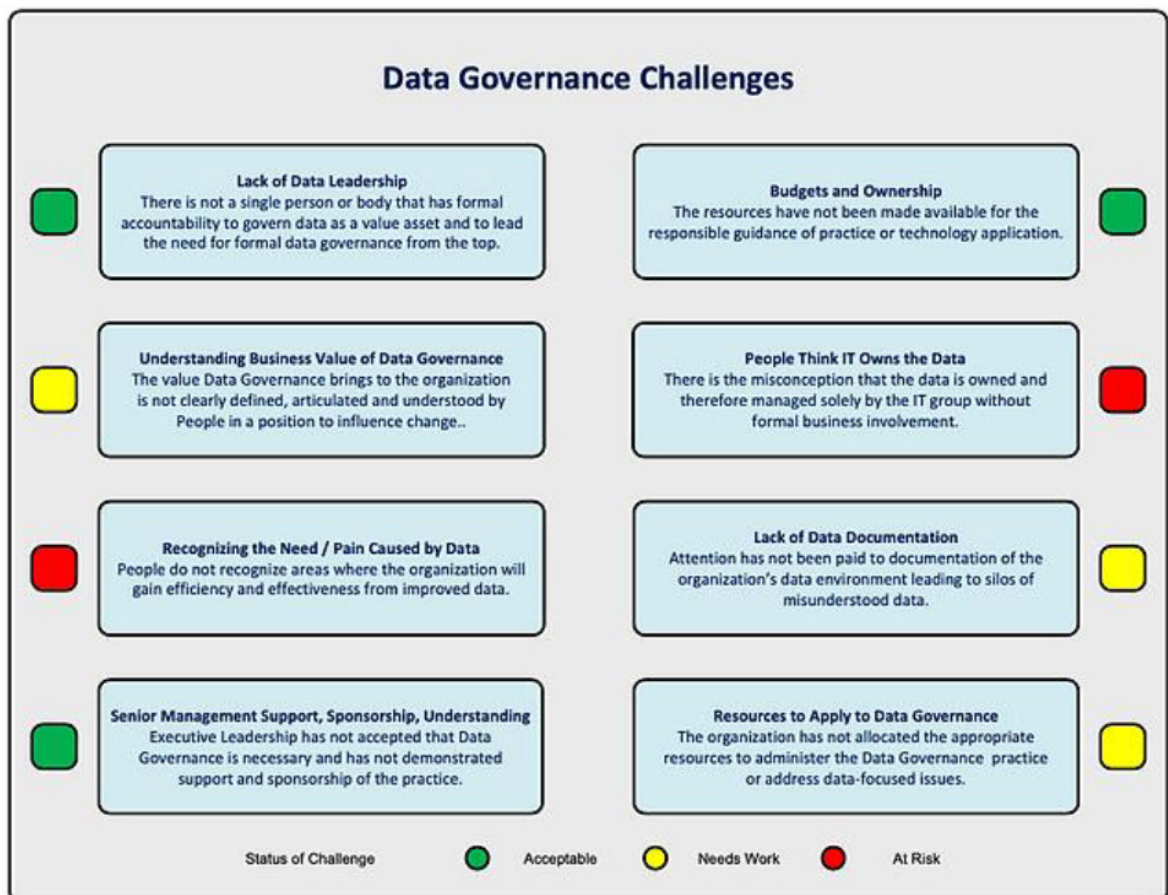 Data Governance Challenges
Lack of Data Leadership
There is not a single person or body that has formal
accountability to govern data as a value asset and to lead
the need for formal data governance from the top.
Budgets and Ownership
The resources have not been made available for the
responsible guidance of practice or technology application.
Understanding Business Value of Data Governance
The value Data Governance brings to the organization
is not clearly defined, articulated and understood by
People in a position to influence change..
People Think IT Owns the Data
There is the misconception that the data is owned and
therefore managed solely by the IT group without
formal business involvement.
Recognizing the Need / Pain Caused by Data
People do not recognize areas where the organization will
gain efficiency and effectiveness from improved data.
Lack of Data Documentation
Attention has not been paid to documentation of the
organization's data environment leading to silos of
misunderstood data.
Senior Management Support, Sponsorship, Understanding
Executive Leadership has not accepted that Data
Governance is necessary and has not demonstrated
support and sponsorship of the practice.
Resources to Apply to Data Governance
The organization has not allocated the appropriate
resources to administer the Data Governance practice
or address data-focused issues.
Status of Challenge Acceptable Needs Work At Risk